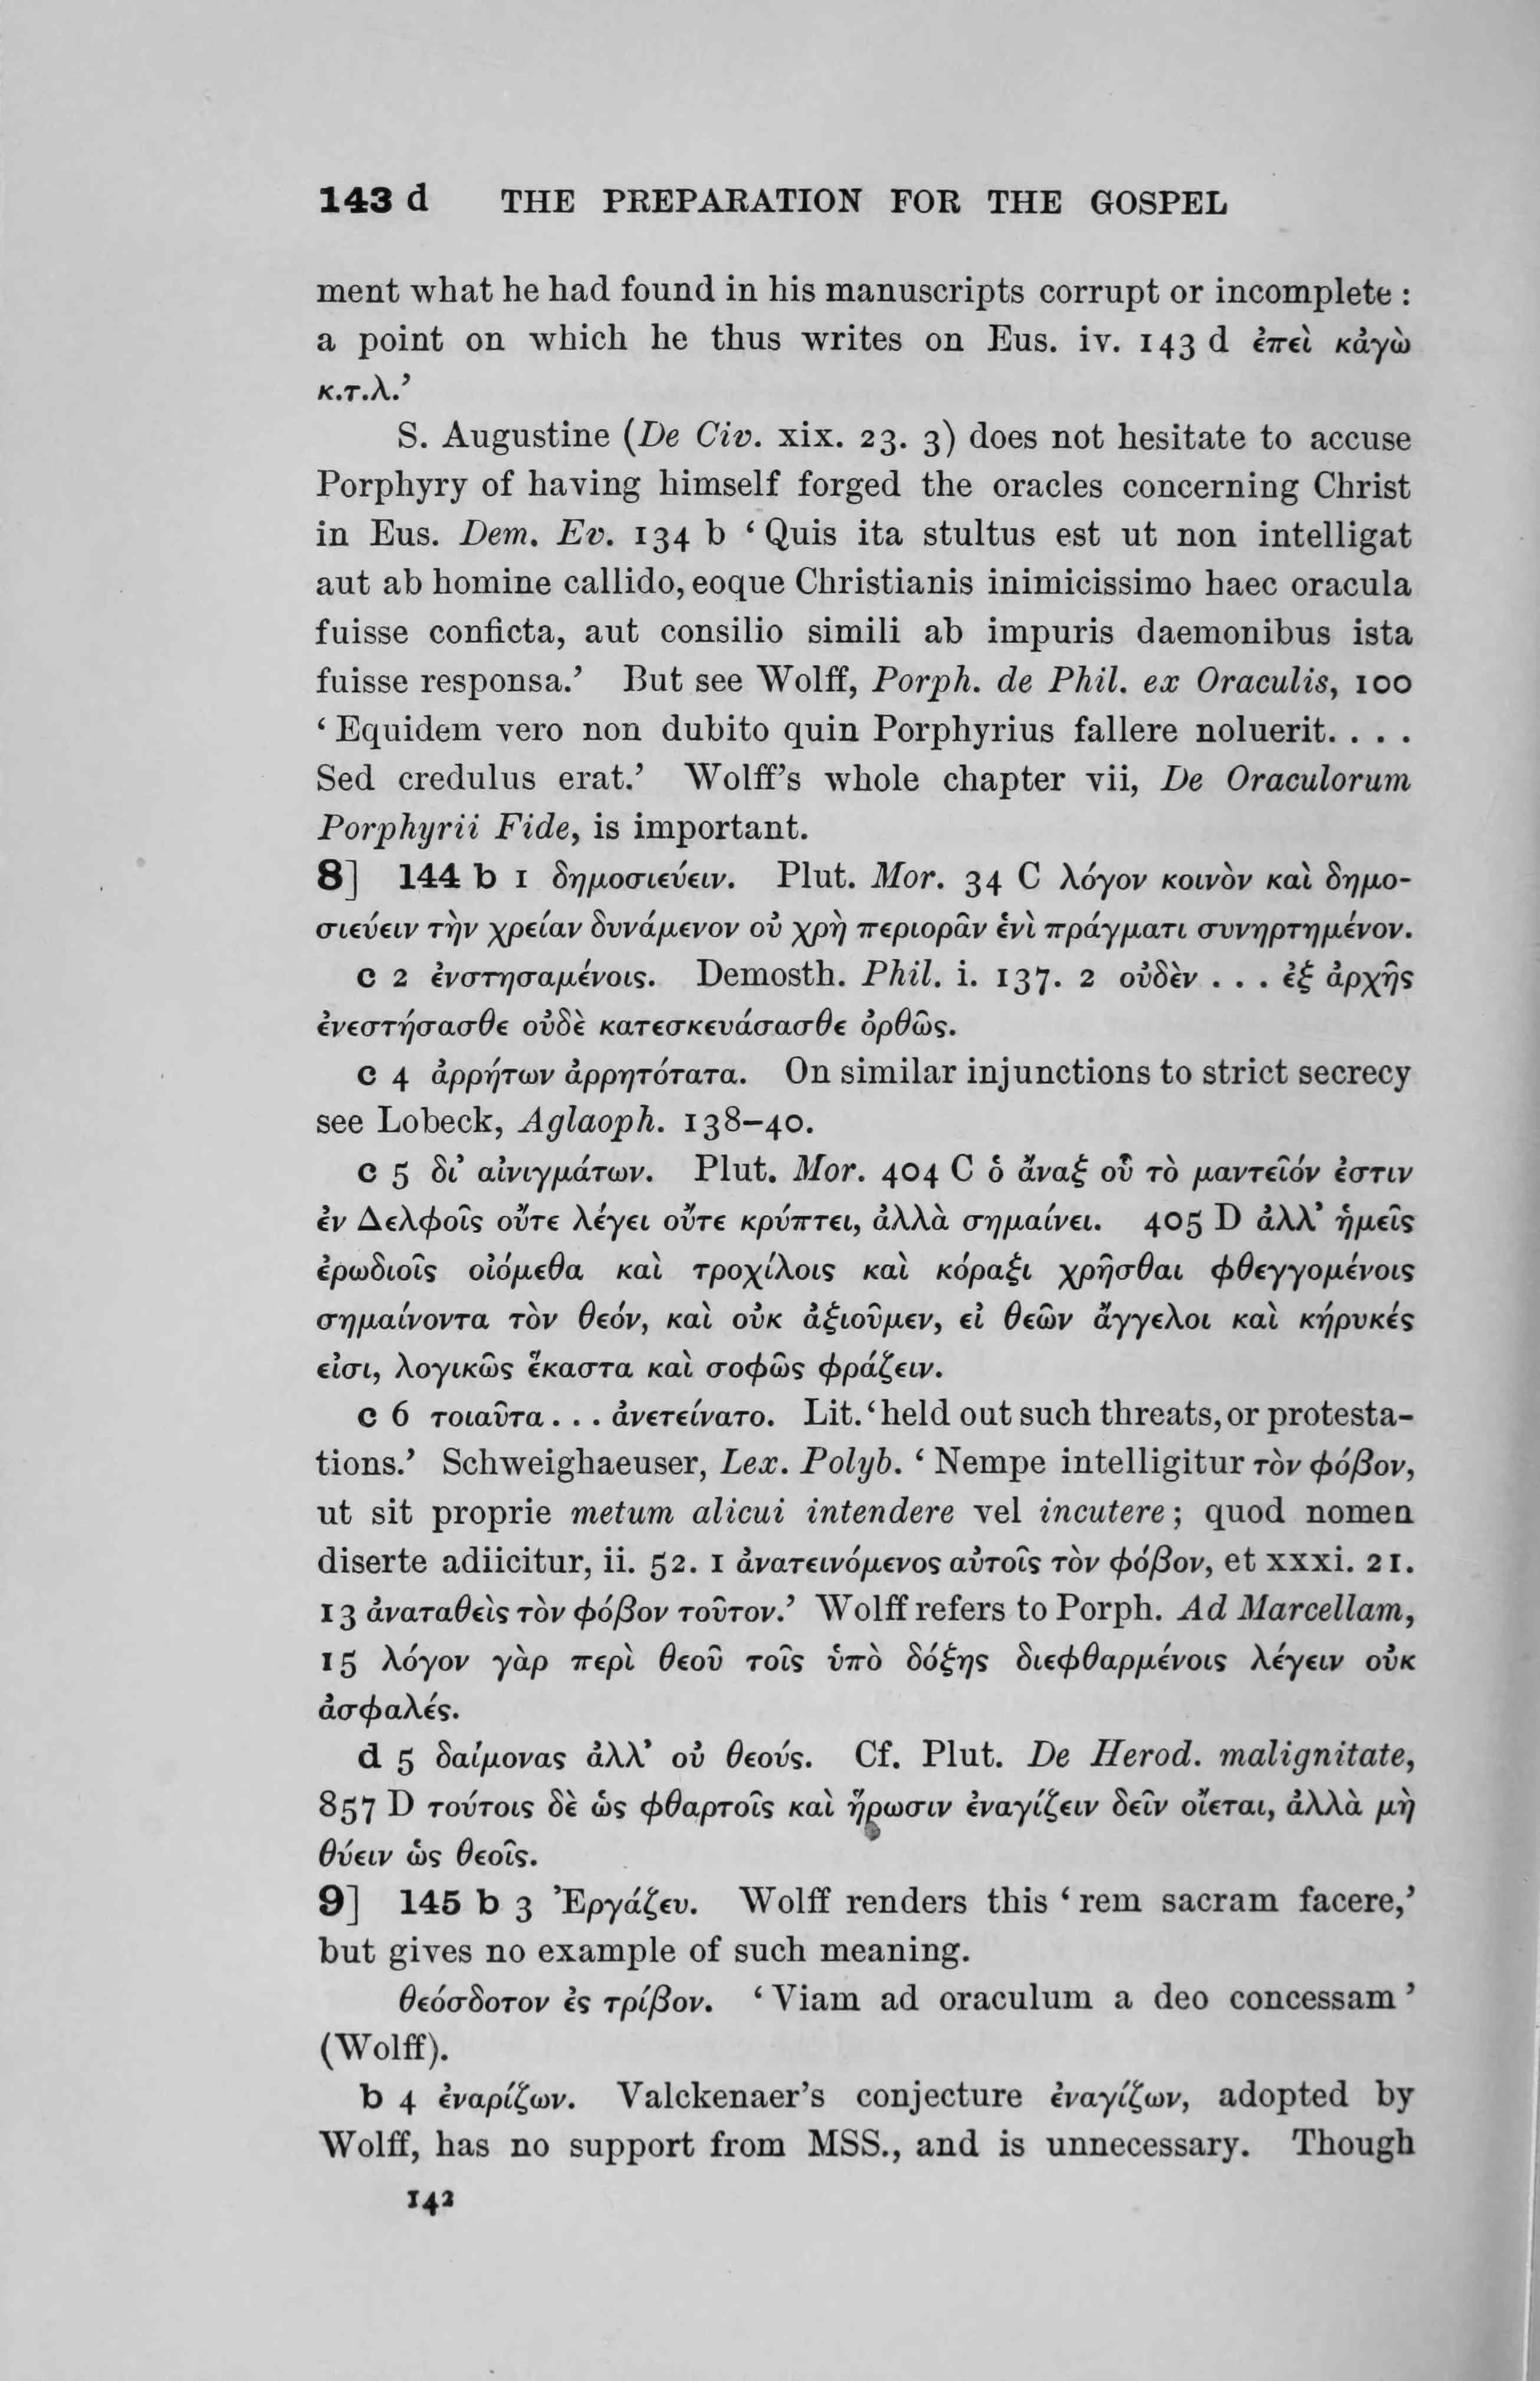 143 d THE PREPARATION FOR THE GOSPEL
ment what he had found in his manuscripts corrupt or incomplete :
a point on which he thus writes on Eus. iv. 143 d ἐπεὶ κἀγὼ
κ.τ.λ.’
S. Augustine (De Civ. xix. 23. 3) does not hesitate to accuse
Porphyry of having himself forged the oracles concerning Christ
in Eus. Dem. Ev. 134 b ‘Quis ita stultus est ut non intelligat
aut ab homine callido, eoque Christianis inimicissimo haec oracula
fuisse conficta, aut consilio simili ab impuris daemonibus ista
fuisse responsa.’ But see Wolff, Porph. de Phil. ex Oraculis, 100
‘Equidem vero non dubito quin Porphyrius fallere noluerit. . . .
Sed credulus erat.’ Wolff’s whole chapter vii, De Oraculorum
Porphyrii Fide, is important.
8] 144 b 1 δημοσιεύειν. Plut. Mor. 34 C λόγον κοινὸν καὶ δημο-
σιεύειν τὴν χρείαν δυνάμενον οὐ χρὴ περιορᾶν ἑνὶ πράγματι συνηρτημένον.
c 2 ἐνστησαμένοις. Demosth. Phil. i. 137. 2 οὐδὲν . . . ἐξ ἀρχῆς
ἐνεστήσασθε οὐδὲ κατεσκευάσασθε ὀρθῶς.
c 4 ἀρρήτων ἀρρητότατα. On similar injunctions to strict secrecy
see Lobeck, Aglaoph. 138–40.
c 5 δι’ αἰνιγμάτων. Plut. Mor. 404 C ὁ ἄναξ οὗ τὸ μαντεῖόν ἐστιν
ἐν Δελφοῖς οὔτε λέγει οὔτε κρύπτει, ἀλλὰ σημαίνει. 405 D ἀλλ’ ἡμεῖς
ἐρωδιοῖς οἰόμεθα καὶ τροχίλοις καὶ κόραξι χρῆσθαι φθεγγομένοις
σημαίνοντα τὸν θεόν, καὶ οὐκ ἀξιοῦμεν, εἰ θεῶν ἄγγελοι καὶ κήρυκές
εἰσι, λογικῶς ἕκαστα καὶ σοφῶς φράζειν.
c 6 τοιαῦτα . . . ἀνετείνατο. Lit. ‘held out such threats, or protesta-
tions.’ Schweighaeuser, Lex. Polyb. ‘Nempe intelligitur τὸν φόβον,
ut sit proprie metum alicui intendere vel incutere; quod nomen
diserte adiicitur, ii. 52. 1 ἀνατεινόμενος αὐτοῖς τὸν φόβον, et xxxi. 21.
13 ἀναταθεὶς τὸν φόβον τοῦτον.’ Wolff refers to Porph. Ad Marcellam,
15 λόγον γὰρ περὶ θεοῦ τοῖς ὑπὸ δόξης διεφθαρμένοις λέγειν οὐκ
ἀσφαλές.
d 5 δαίμονας ἀλλ’ οὐ θεούς. Cf. Plut. De Herod. malignitate,
857 D τούτοις δὲ ὡς φθαρτοῖς καὶ ἥρωσιν ἐναγίζειν δεῖν οἴεται, ἀλλὰ μὴ
θύειν ὡς θεοῖς.
9] 145 b 3 Ἐργάζευ. Wolff renders this ‘rem sacram facere,’
but gives no example of such meaning.
θεόσδοτον ἐς τρίβον. ‘Viam ad oraculum a deo concessam’
(Wolff).
b 4 ἐναρίζων. Valckenaer’s conjecture ἐναγίζων, adopted by
Wolff, has no support from MSS., and is unnecessary. Though
142